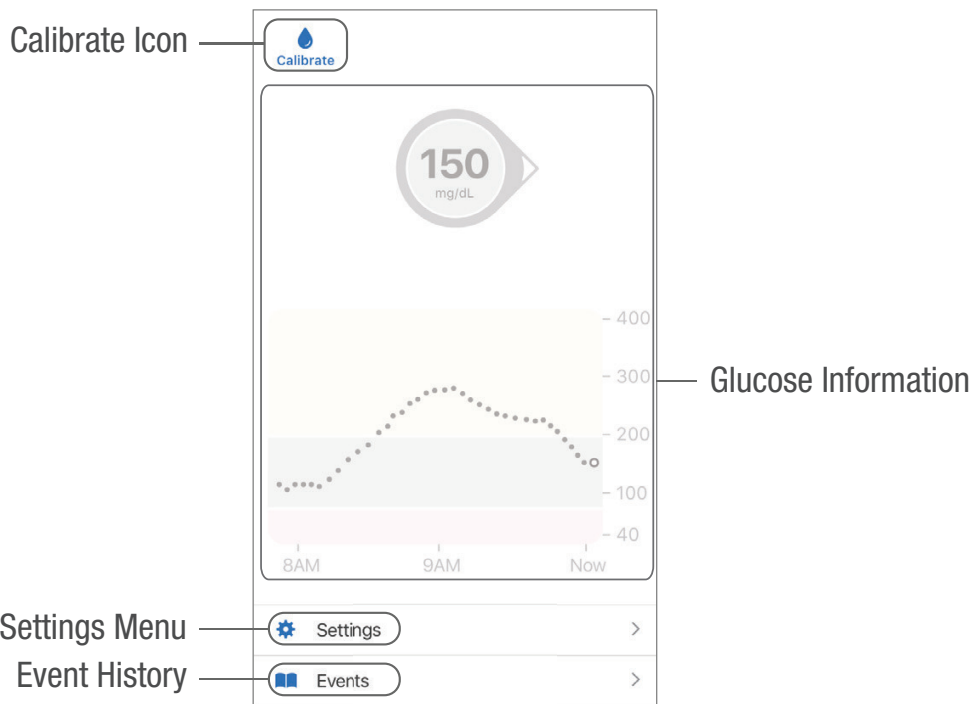 Calibrate Icon
Calibrate
150
mg/dL
400
300
Glucose Information
200
100
40
8AM 9AM Now
Settings Menu
Settings
Event History
Events